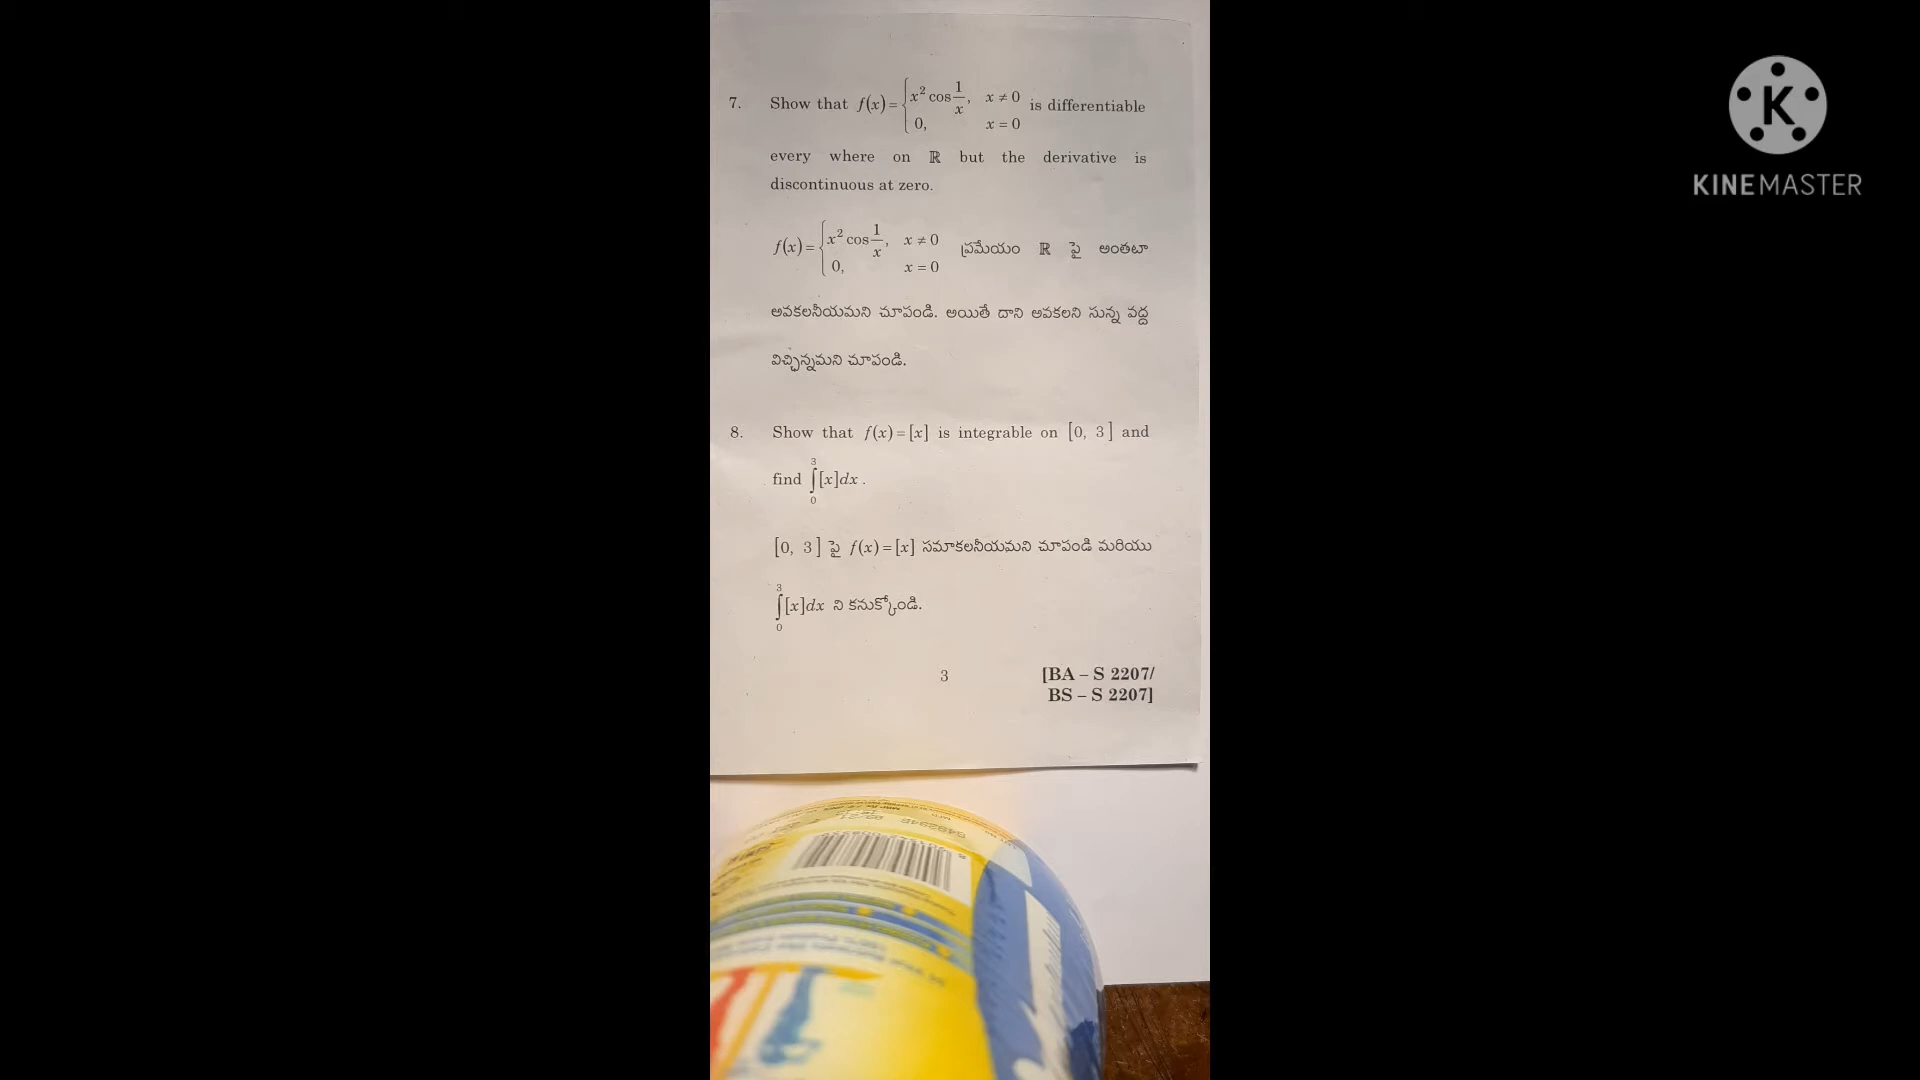 7. Show that f(x) = { x² cos 1/x, x ≠ 0 is differentiable
0, x = 0
every where on ℝ but the derivative is
discontinuous at zero.
f(x) = { x² cos 1/x, x ≠ 0 ప్రమేయం ℝ పై అంతటా
0, x = 0
అవకలనీయమని చూపండి. అయితే దాని అవకలని సున్న వద్ద
విచ్ఛిన్నమని చూపండి.
8. Show that f(x) = [x] is integrable on [0, 3] and
find ∫₀³ [x]dx .
[0, 3] పై f(x) = [x] సమాకలనీయమని చూపండి మరియు
∫₀³ [x]dx ని కనుక్కోండి.
3 [BA – S 2207/
BS – S 2207]
KINEMASTER